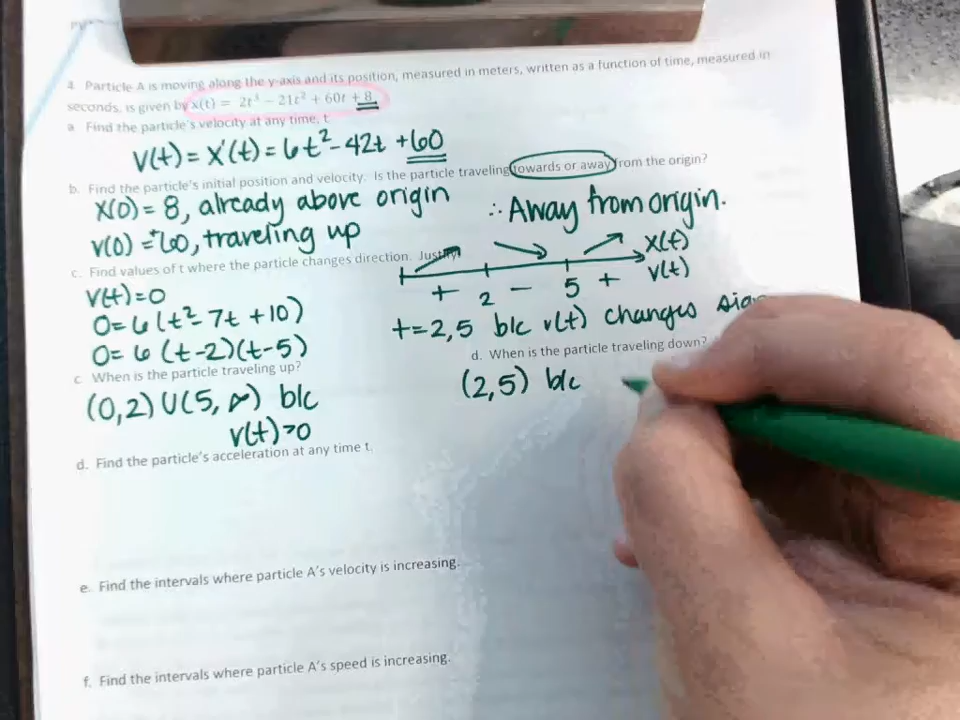 4. Particle A is moving along the y-axis and its position, measured in meters, written as a function of time, measured in
seconds, is given by x(t) = 2t³ − 21t² + 60t + 8
a. Find the particle's velocity at any time, t.
v(t) = x'(t) = 6t² − 42t + 60
b. Find the particle's initial position and velocity. Is the particle traveling towards or away from the origin?
x(0) = 8, already above origin
∴ Away from origin.
v(0) = +60, traveling up
c. Find values of t where the particle changes direction. Justify.
x(t)
v(t)
+ 2 − 5 +
v(t)=0
0=6(t²−7t+10)
0=6(t−2)(t−5)
t=2,5 b/c v(t) changes
c. When is the particle traveling up?
(0,2) U (5,∞) b/c
v(t)>0
d. When is the particle traveling down?
(2,5) b/c
d. Find the particle's acceleration at any time t.
e. Find the intervals where particle A's velocity is increasing.
f. Find the intervals where particle A's speed is increasing.